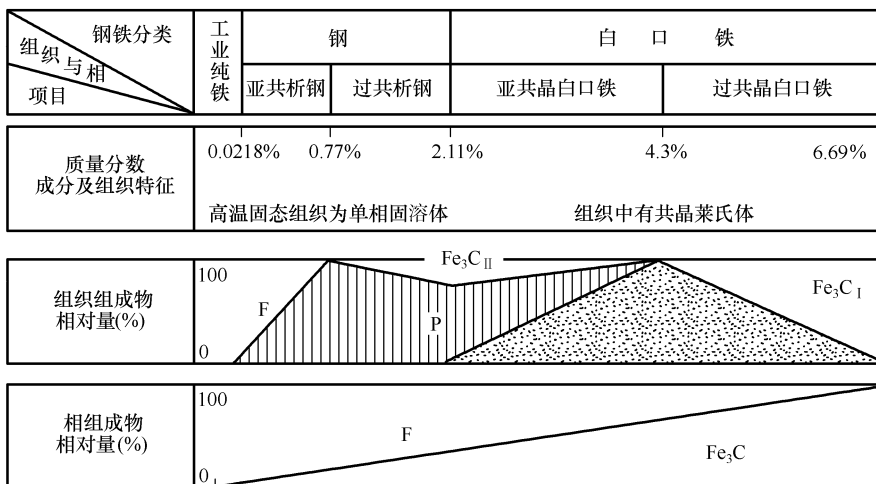 钢铁分类
组织与相
项目
工业纯铁
钢
白 口 铁
亚共析钢
过共析钢
亚共晶白口铁
过共晶白口铁
质量分数
成分及组织特征
0.0218% 0.77% 2.11% 4.3% 6.69%
高温固态组织为单相固溶体
组织中有共晶莱氏体
组织组成物
相对量(%)
100
0
F
P
Fe₃C Ⅱ
Fe₃C Ⅰ
相组成物
相对量(%)
100
0
F
Fe₃C